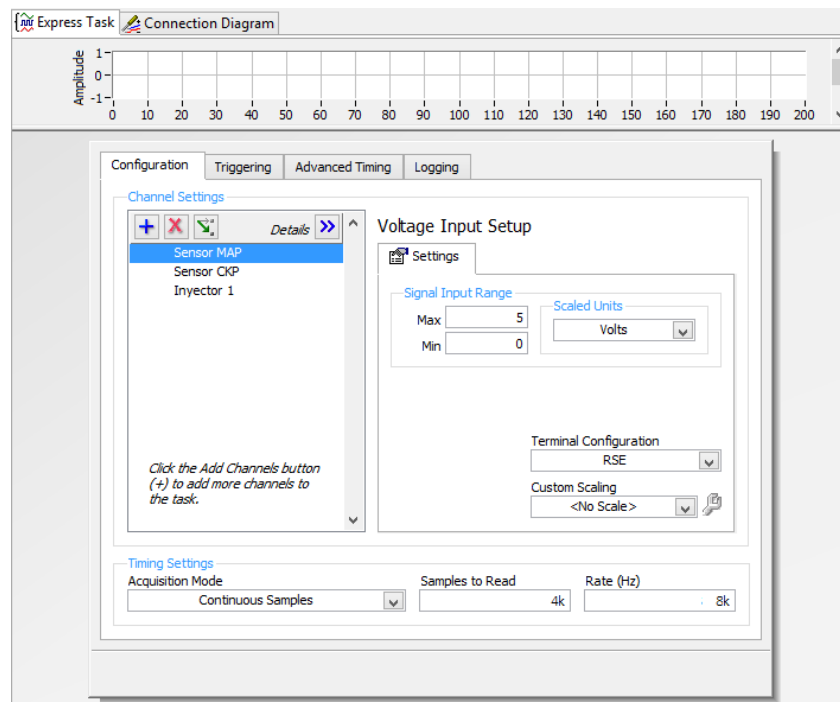 Express Task Connection Diagram
Amplitude
1
0
-1
0 10 20 30 40 50 60 70 80 90 100 110 120 130 140 150 160 170 180 190 200
Configuration Triggering Advanced Timing Logging
Channel Settings
Details
Sensor MAP
Sensor CKP
Inyector 1
Click the Add Channels button
(+) to add more channels to
the task.
Voltage Input Setup
Settings
Signal Input Range
Max 5
Min 0
Scaled Units
Volts
Terminal Configuration
RSE
Custom Scaling
<No Scale>
Timing Settings
Acquisition Mode Samples to Read Rate (Hz)
Continuous Samples 4k 8k